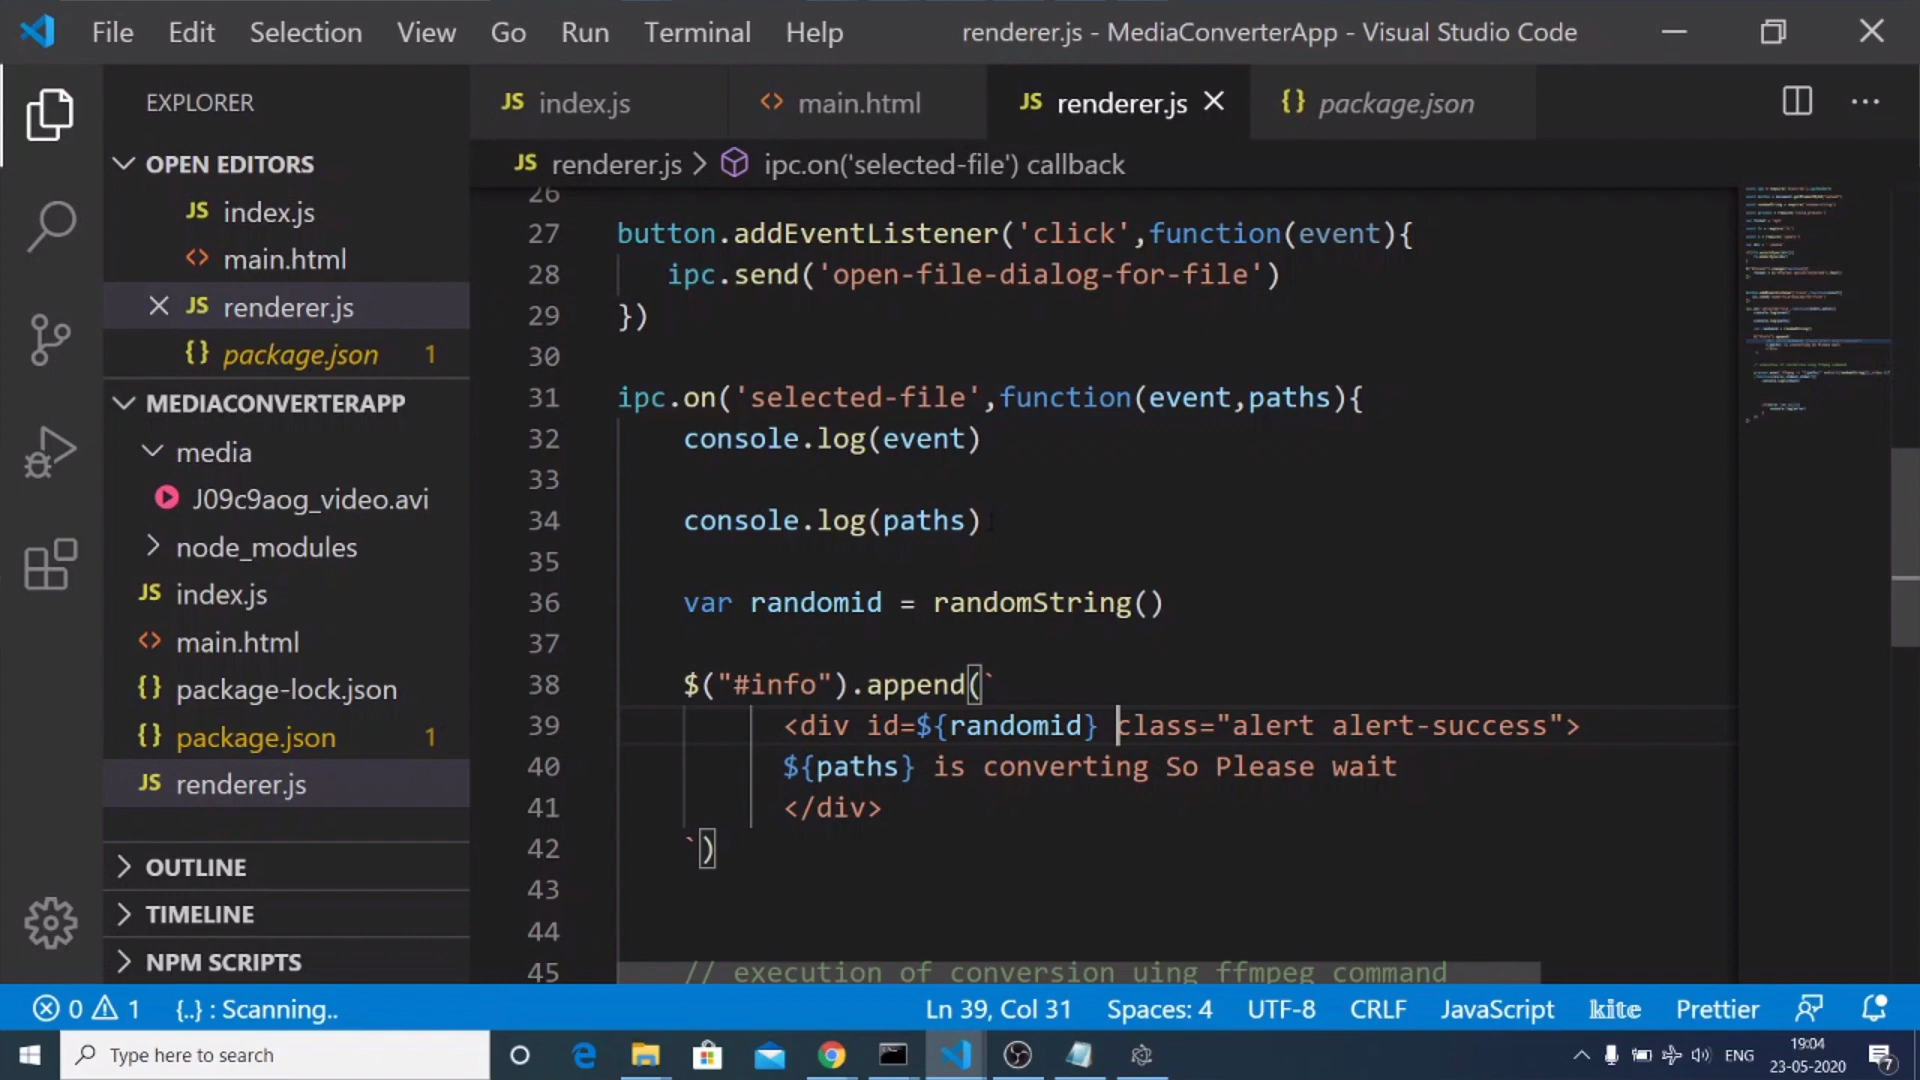 File Edit Selection View Go Run Terminal Help renderer.js - MediaConverterApp - Visual Studio Code
EXPLORER
JS index.js <> main.html JS renderer.js {} package.json ...
OPEN EDITORS
JS renderer.js > ipc.on('selected-file') callback
JS index.js
<> main.html
JS renderer.js
{} package.json 1
MEDIACONVERTERAPP
media
J09c9aog_video.avi
node_modules
JS index.js
<> main.html
{} package-lock.json
{} package.json 1
JS renderer.js
OUTLINE
TIMELINE
NPM SCRIPTS
26
27 button.addEventListener('click',function(event){
28 ipc.send('open-file-dialog-for-file')
29 })
30
31 ipc.on('selected-file',function(event,paths){
32 console.log(event)
33
34 console.log(paths)
35
36 var randomid = randomString()
37
38 $("#info").append(`
39 <div id=${randomid} class="alert alert-success">
40 ${paths} is converting So Please wait
41 </div>
42 `)
43
44
45 // execution of conversion uing ffmpeg command
0 1 {..} : Scanning.. Ln 39, Col 31 Spaces: 4 UTF-8 CRLF JavaScript kite Prettier
Type here to search ENG 19:04 23-05-2020 7